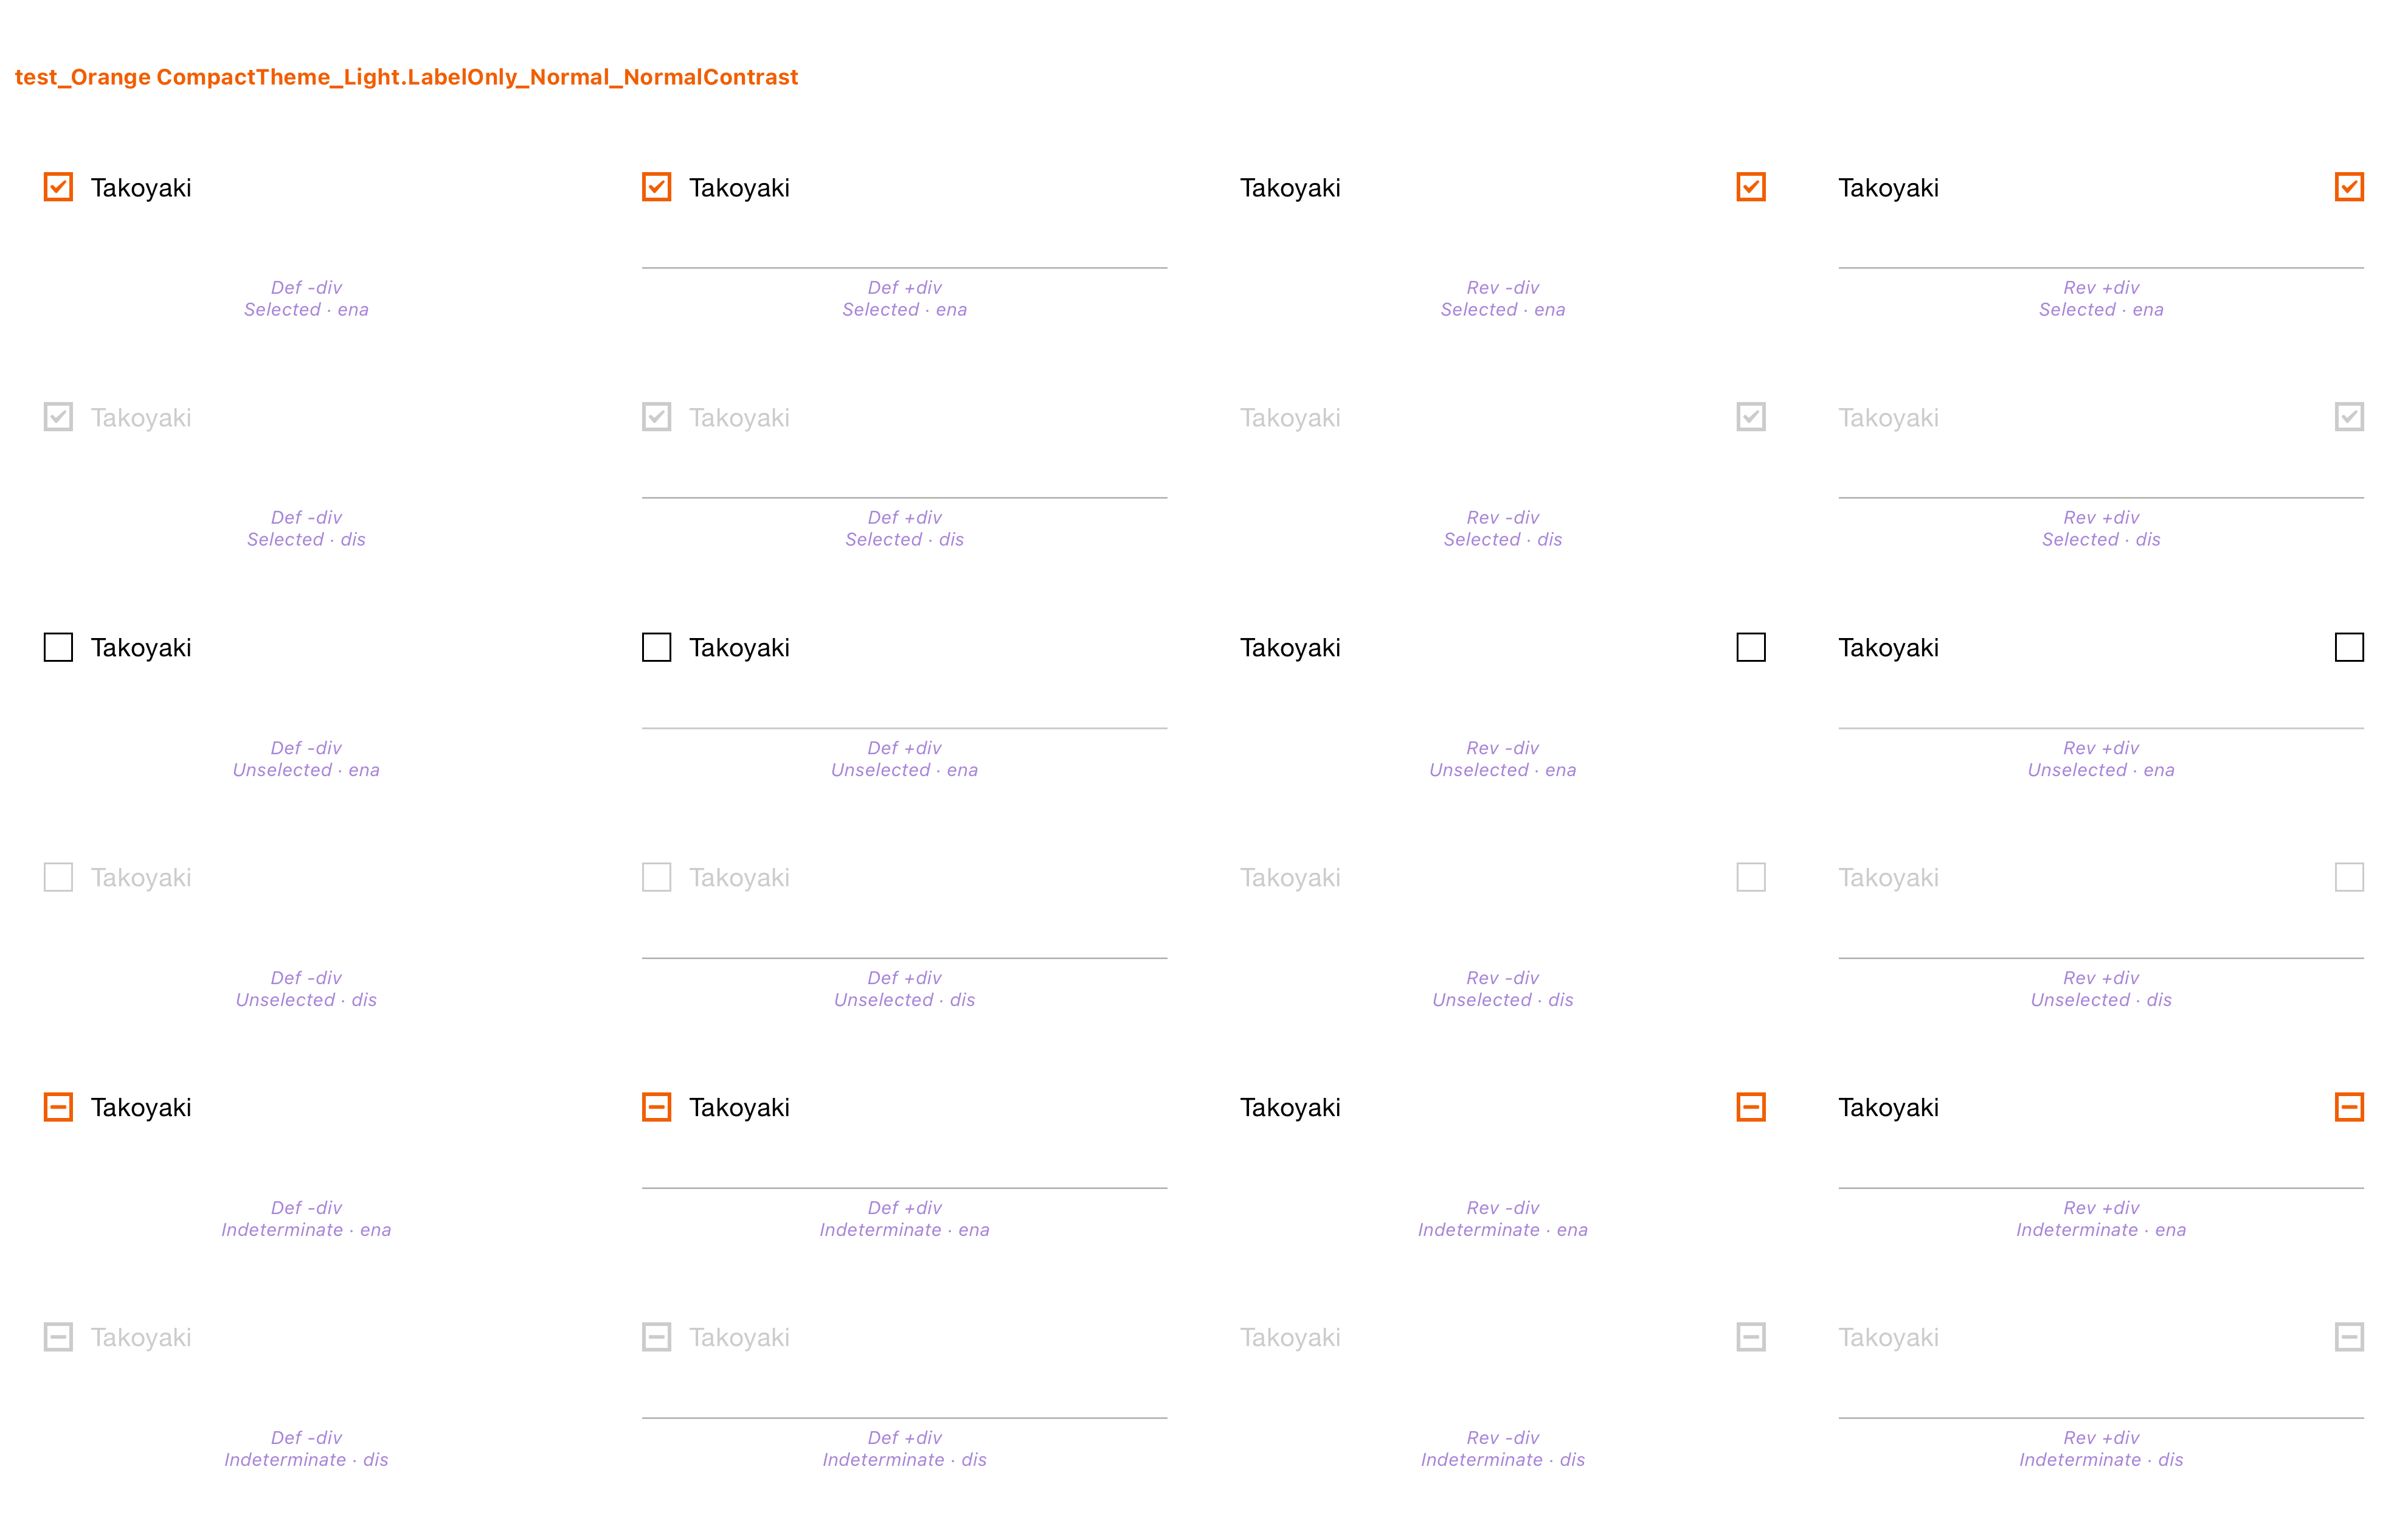 test_Orange CompactTheme_Light.LabelOnly_Normal_NormalContrast
Takoyaki
Takoyaki
Takoyaki
Takoyaki
Def -div
Selected · ena
Def +div
Selected · ena
Rev -div
Selected · ena
Rev +div
Selected · ena
Takoyaki
Takoyaki
Takoyaki
Takoyaki
Def -div
Selected · dis
Def +div
Selected · dis
Rev -div
Selected · dis
Rev +div
Selected · dis
Takoyaki
Takoyaki
Takoyaki
Takoyaki
Def -div
Unselected · ena
Def +div
Unselected · ena
Rev -div
Unselected · ena
Rev +div
Unselected · ena
Takoyaki
Takoyaki
Takoyaki
Takoyaki
Def -div
Unselected · dis
Def +div
Unselected · dis
Rev -div
Unselected · dis
Rev +div
Unselected · dis
Takoyaki
Takoyaki
Takoyaki
Takoyaki
Def -div
Indeterminate · ena
Def +div
Indeterminate · ena
Rev -div
Indeterminate · ena
Rev +div
Indeterminate · ena
Takoyaki
Takoyaki
Takoyaki
Takoyaki
Def -div
Indeterminate · dis
Def +div
Indeterminate · dis
Rev -div
Indeterminate · dis
Rev +div
Indeterminate · dis